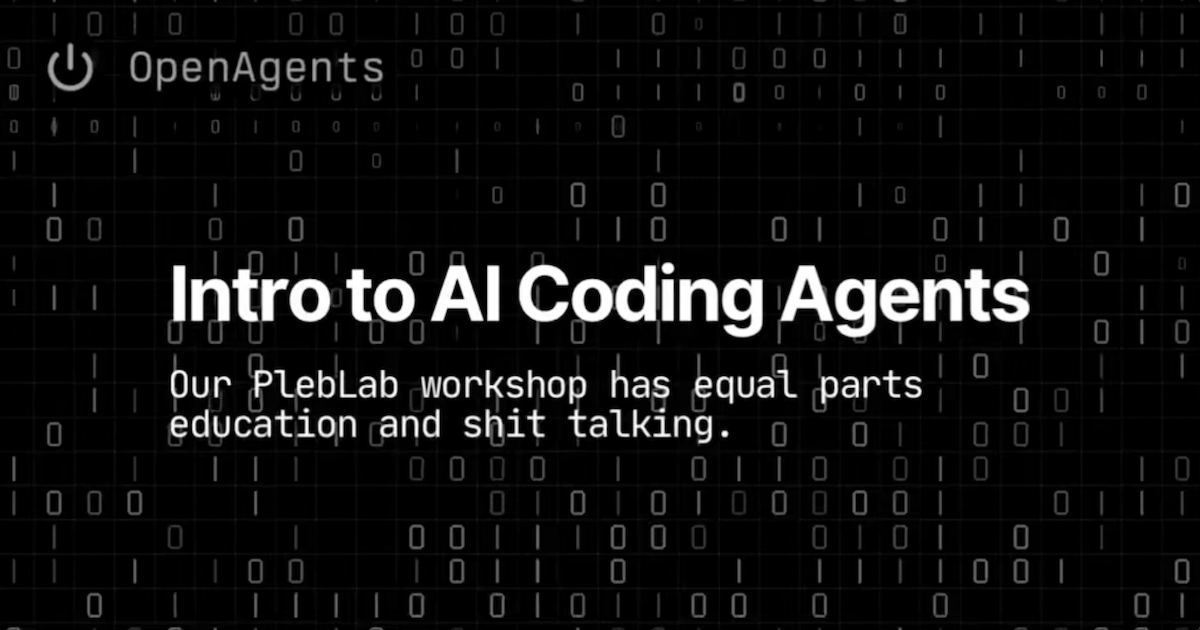 OpenAgents
Intro to AI Coding Agents
Our PlebLab workshop has equal parts
education and shit talking.